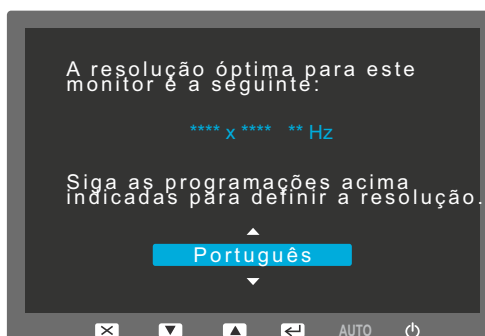 A resolução óptima para este
monitor é a seguinte:
**** x **** ** Hz
Siga as programações acima
indicadas para definir a resolução.
Português
AUTO